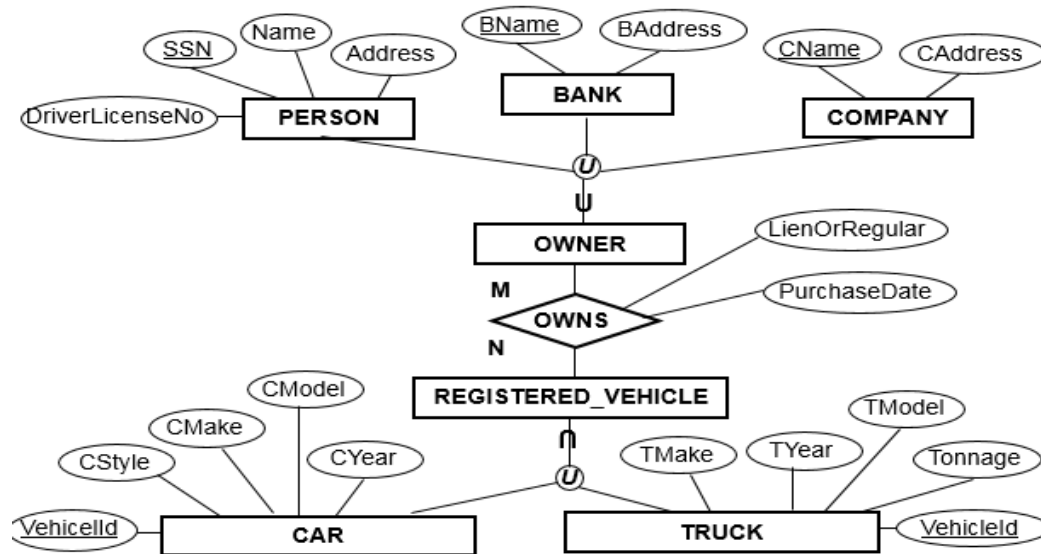 SSN
Name
Address
BName
BAddress
CName
CAddress
DriverLicenseNo
PERSON
BANK
COMPANY
U
U
OWNER
LienOrRegular
M
PurchaseDate
OWNS
N
REGISTERED_VEHICLE
CModel
CMake
CStyle
CYear
U
U
TMake
TYear
TModel
Tonnage
VehicelId
CAR
TRUCK
VehicleId